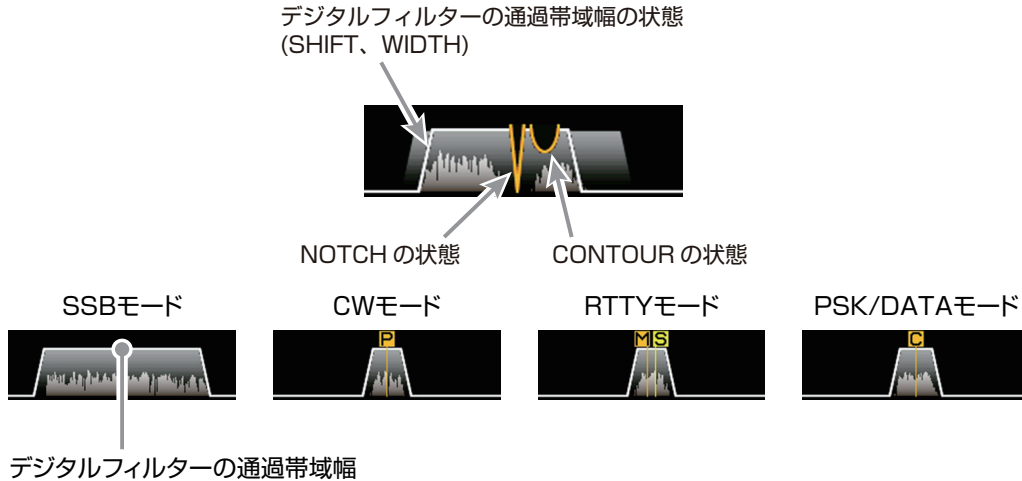 デジタルフィルターの通過帯域幅の状態
(SHIFT、WIDTH)
NOTCH の状態
CONTOUR の状態
SSBモード
CWモード
RTTYモード
PSK/DATAモード
P
M S
C
デジタルフィルターの通過帯域幅